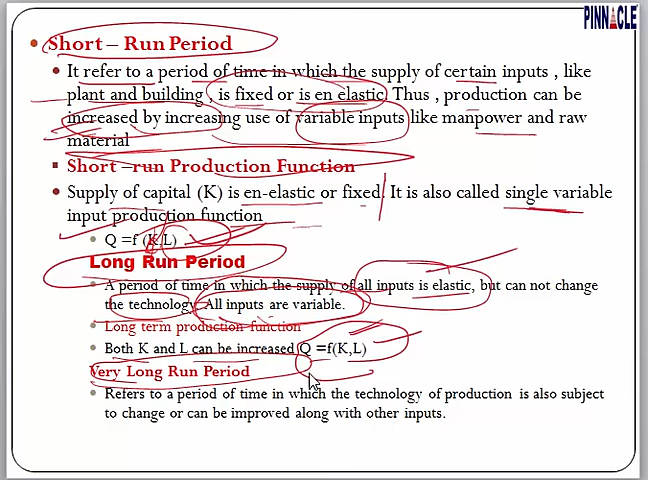 PINNACLE
Short – Run Period
It refer to a period of time in which the supply of certain inputs , like
plant and building , is fixed or is en elastic. Thus , production can be
increased by increasing use of variable inputs like manpower and raw
material
Short –run Production Function
Supply of capital (K) is en-elastic or fixed. It is also called single variable
input production function
Q =f (K,L)
Long Run Period
A period of time in which the supply of all inputs is elastic, but can not change
the technology. All inputs are variable.
Long term production function
Both K and L can be increased Q =f(K,L)
Very Long Run Period
Refers to a period of time in which the technology of production is also subject
to change or can be improved along with other inputs.